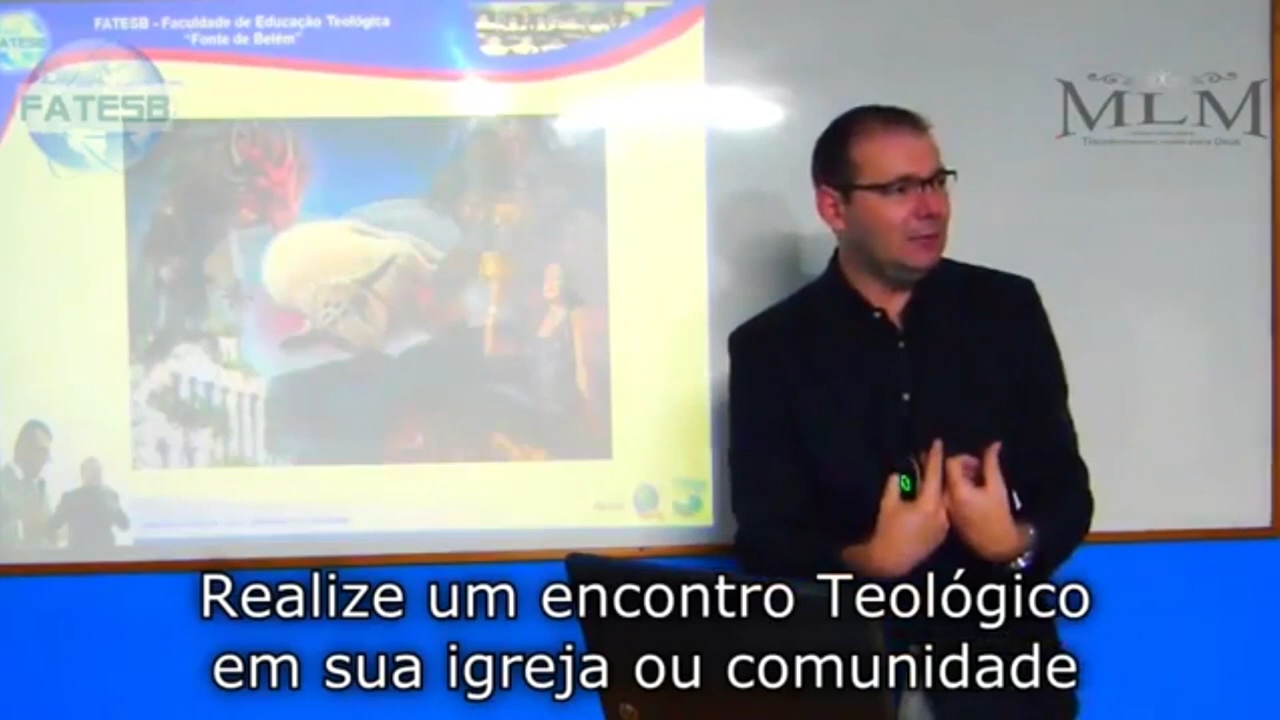 FATESB - Faculdade de Educação Teológica
"Fonte de Belém"
FATESB
FATESB
MLM
Realize um encontro Teológico
em sua igreja ou comunidade